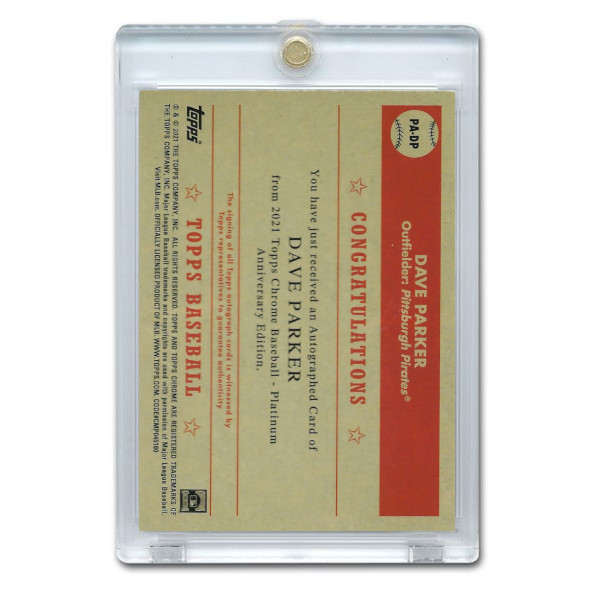 PA-DP
DAVE PARKER
Outfielder: Pittsburgh Pirates®
CONGRATULATIONS
You have just received an Autographed Card of
DAVE PARKER
from 2021 Topps Chrome Baseball - Platinum
Anniversary Edition.
The signing of all Topps autograph cards is witnessed by
Topps representatives to guarantee authenticity
TOPPS BASEBALL
topps
® & © 2021 THE TOPPS COMPANY, INC. ALL RIGHTS RESERVED. TOPPS AND TOPPS CHROME ARE REGISTERED TRADEMARKS OF
THE TOPPS COMPANY, INC. Major League Baseball trademarks and copyrights are used with permission of Major League Baseball.
Visit MLB.com. OFFICIALLY LICENSED PRODUCT OF MLB. WWW.TOPPS.COM. CODE#CMP045180